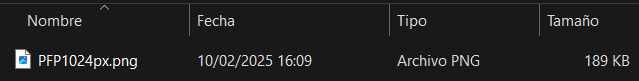 Nombre Fecha Tipo Tamaño
PFP1024px.png 10/02/2025 16:09 Archivo PNG 189 KB